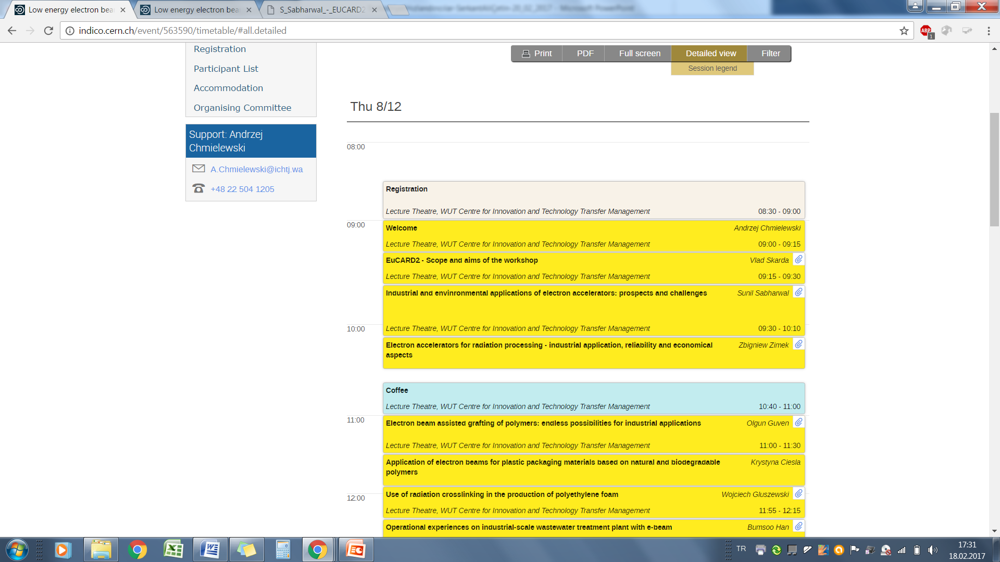 Low energy electron bea
Low energy electron bea
S_Sabharwal_-_EUCARD2
indico.cern.ch/event/563590/timetable/#all.detailed
ABP
1
Registration
Participant List
Accommodation
Organising Committee
Support: Andrzej
Chmielewski
A.Chmielewski@ichtj.wa
+48 22 504 1205
Print PDF Full screen Detailed view Filter
Session legend
Thu 8/12
08:00
Registration
Lecture Theatre, WUT Centre for Innovation and Technology Transfer Management 08:30 - 09:00
09:00
Welcome Andrzej Chmielewski
Lecture Theatre, WUT Centre for Innovation and Technology Transfer Management 09:00 - 09:15
EuCARD2 - Scope and aims of the workshop Vlad Skarda
Lecture Theatre, WUT Centre for Innovation and Technology Transfer Management 09:15 - 09:30
Industrial and envinronmental applications of electron accelerators: prospects and challenges Sunil Sabharwal
10:00
Lecture Theatre, WUT Centre for Innovation and Technology Transfer Management 09:30 - 10:10
Electron accelerators for radiation processing - industrial application, reliability and economical Zbigniew Zimek
aspects
Coffee
Lecture Theatre, WUT Centre for Innovation and Technology Transfer Management 10:40 - 11:00
11:00
Electron beam assisted grafting of polymers: endless possibilities for industrial applications Olgun Guven
Lecture Theatre, WUT Centre for Innovation and Technology Transfer Management 11:00 - 11:30
Application of electron beams for plastic packaging materials based on natural and biodegradable Krystyna Ciesla
polymers
Use of radiation crosslinking in the production of polyethylene foam Wojciech Gluszewski
12:00
Lecture Theatre, WUT Centre for Innovation and Technology Transfer Management 11:55 - 12:15
Operational experiences on industrial-scale wastewater treatment plant with e-beam Bumsoo Han
TR
17:31
18.02.2017